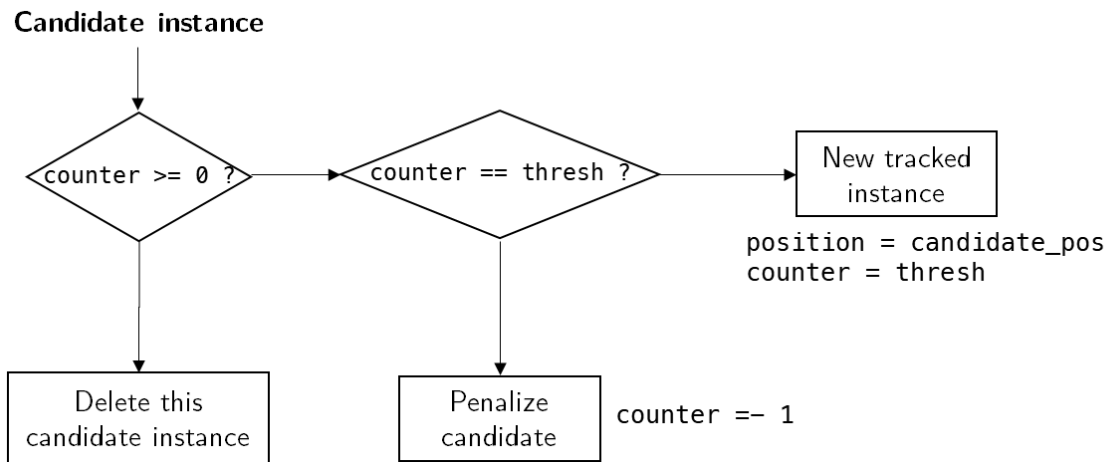 Candidate instance
counter >= 0 ?
counter == thresh ?
New tracked
instance
position = candidate_pos
counter = thresh
Delete this
candidate instance
Penalize
candidate
counter =− 1